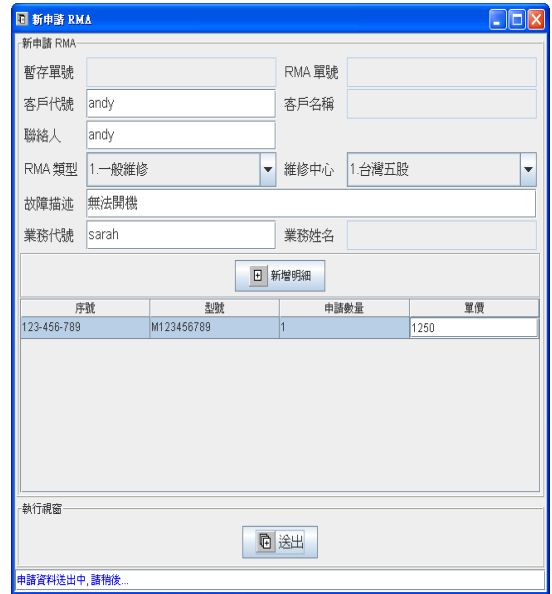 新申請 RMA
新申請 RMA
暫存單號 RMA 單號
客戶代號 andy 客戶名稱
聯絡人 andy
RMA 類型 1.一般維修 維修中心 1.台灣五股
故障描述 無法開機
業務代號 sarah 業務姓名
新增明細
序號 型號 申請數量 單價
123-456-789 M123456789 1 1250
執行視窗
送出
申請資料送出中, 請稍後...